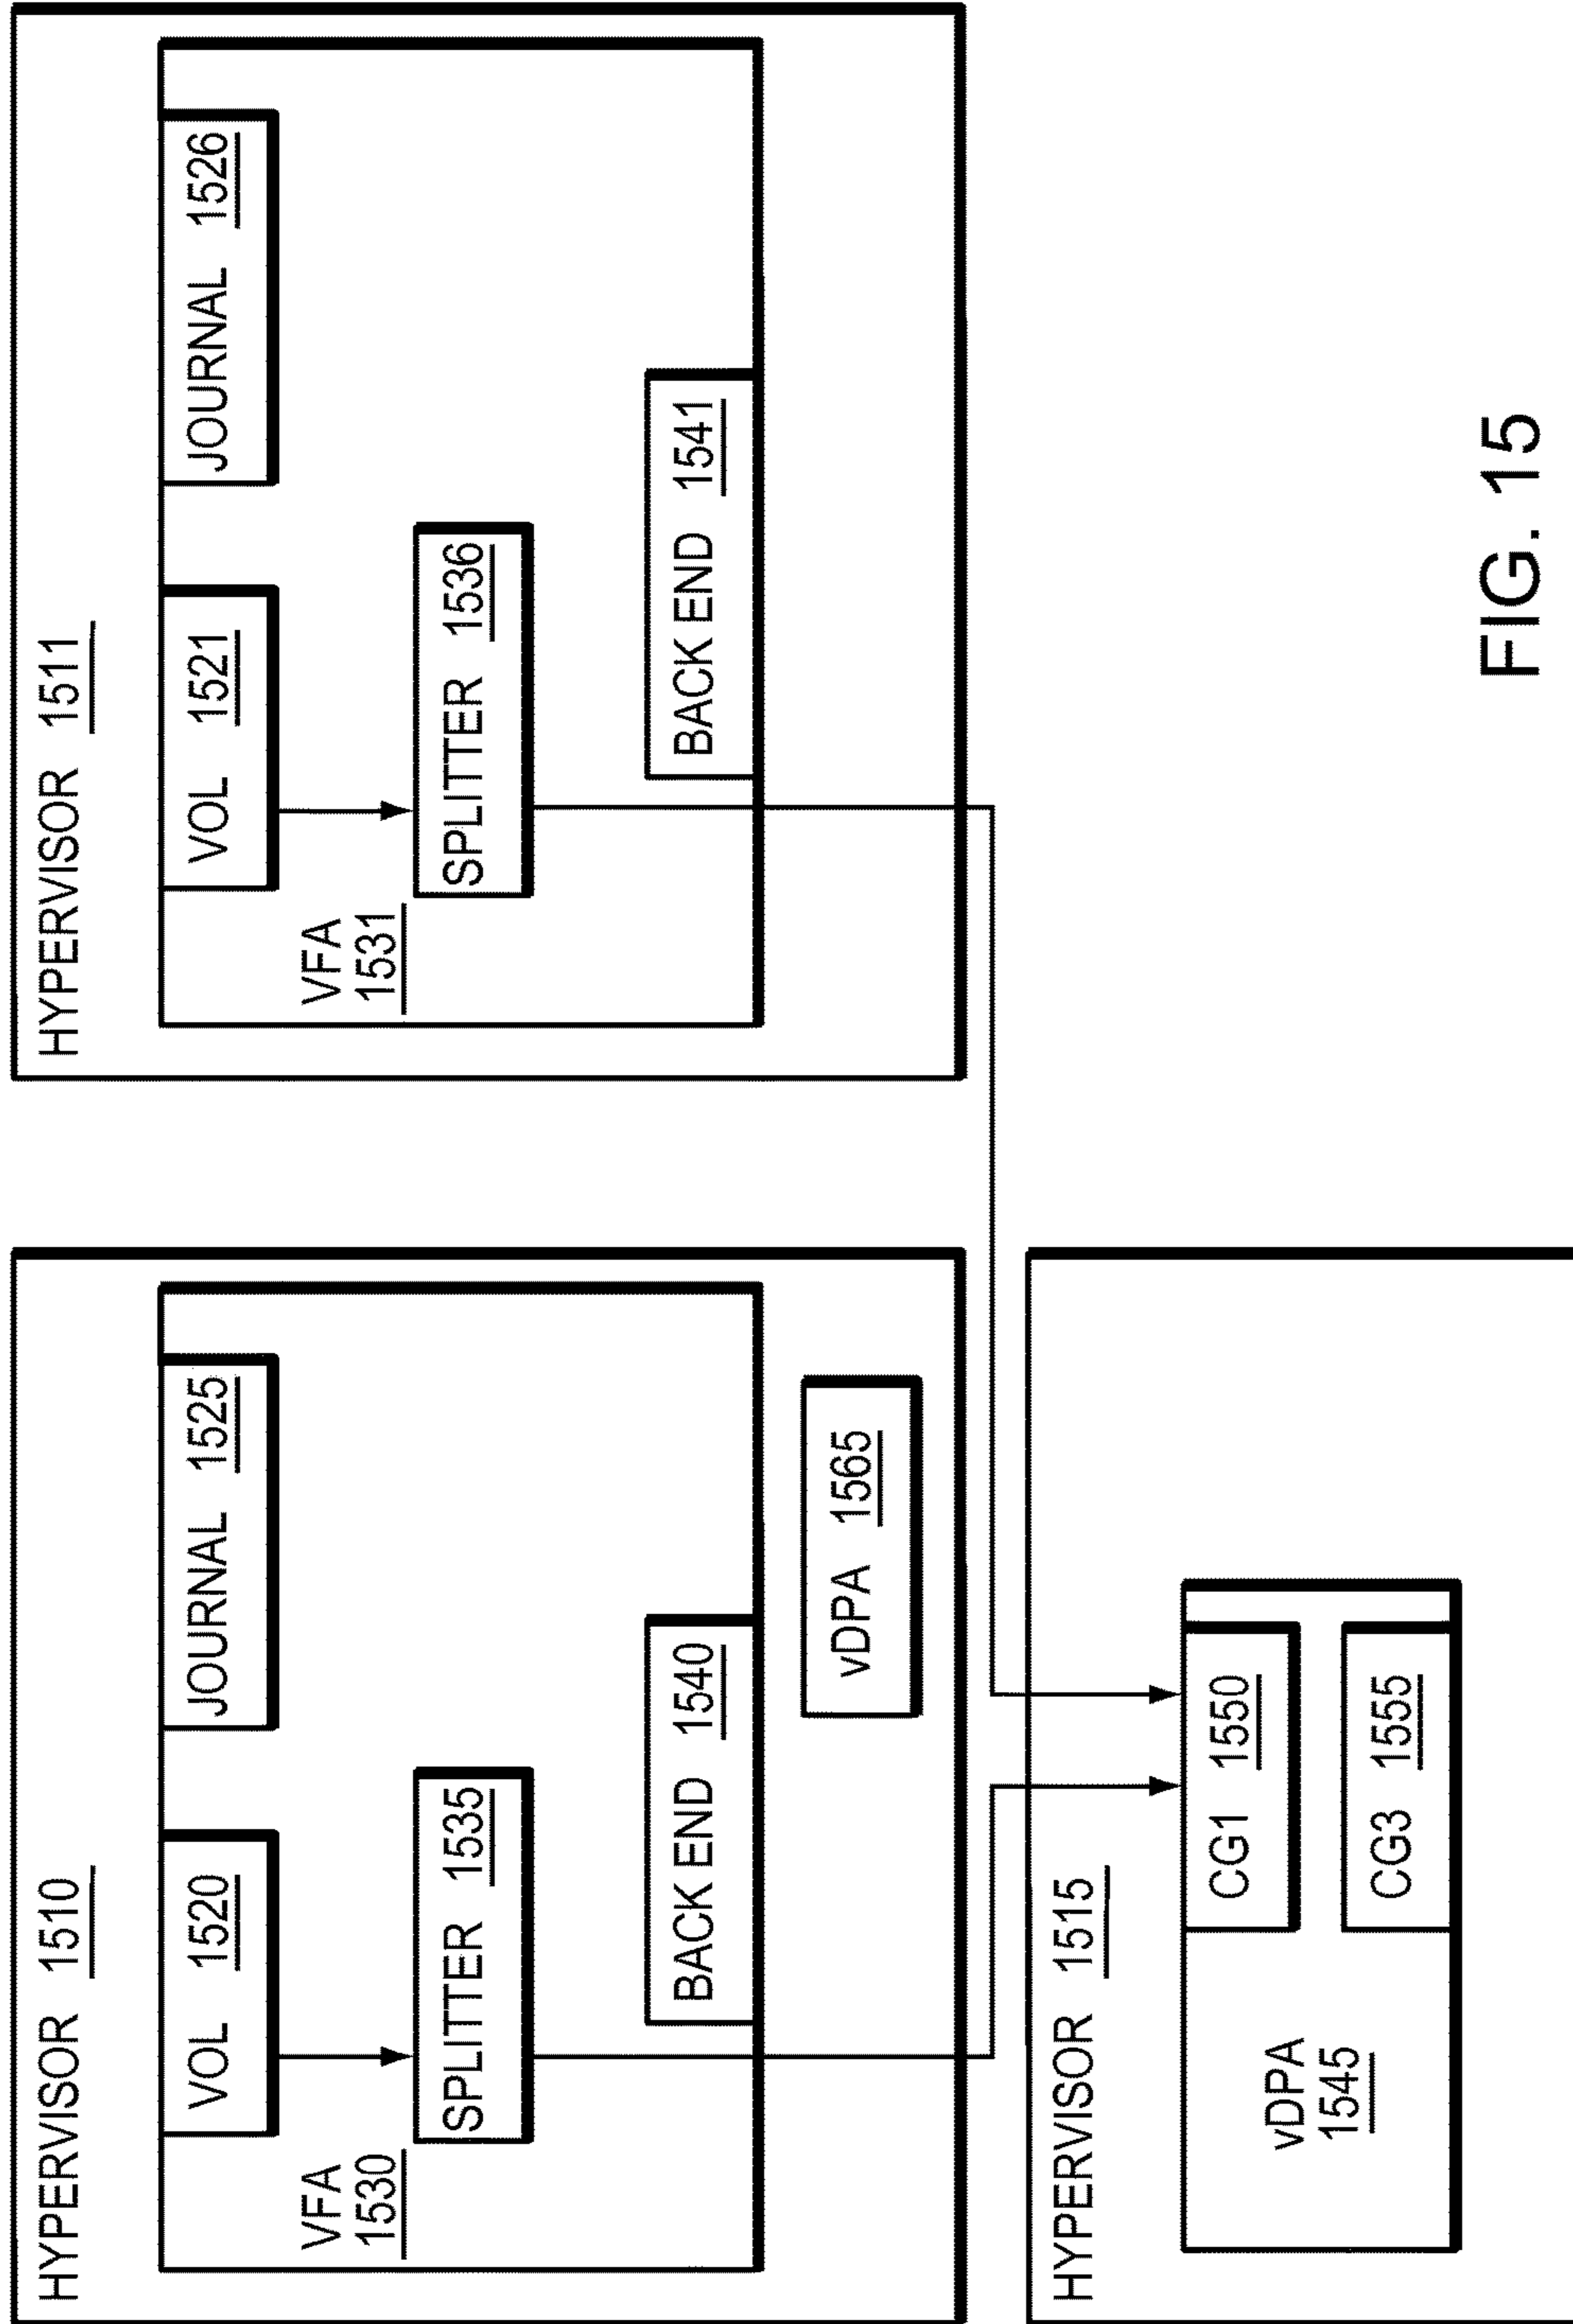 HYPERVISOR 1510
VOL 1520
JOURNAL 1525
VFA
1530
SPLITTER 1535
BACK END 1540
vDPA 1565
HYPERVISOR 1511
VOL 1521
JOURNAL 1526
VFA
1531
SPLITTER 1536
BACK END 1541
HYPERVISOR 1515
vDPA
1545
CG1 1550
CG3 1555
FIG. 15